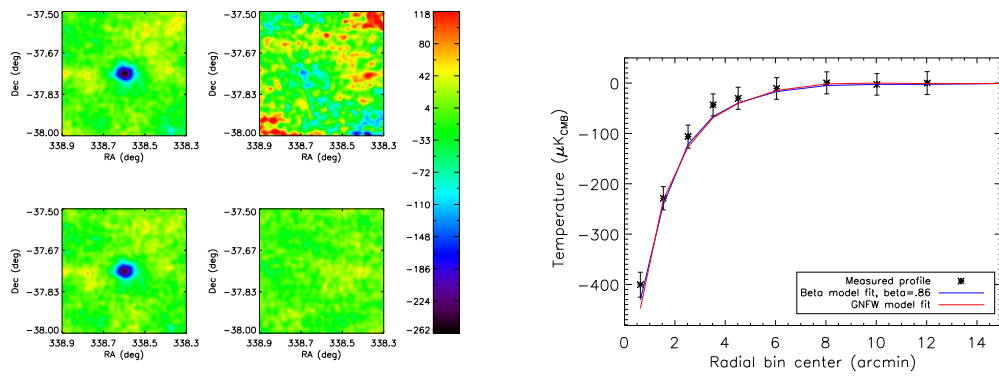 -37.50
-37.67
-37.83
-38.00
Dec (deg)
338.9 338.7 338.5 338.3
RA (deg)
-37.50
-37.67
-37.83
-38.00
Dec (deg)
338.9 338.7 338.5 338.3
RA (deg)
-37.50
-37.67
-37.83
-38.00
Dec (deg)
338.9 338.7 338.5 338.3
RA (deg)
-37.50
-37.67
-37.83
-38.00
Dec (deg)
338.9 338.7 338.5 338.3
RA (deg)
118
80
42
4
-33
-71
-110
-148
-186
-224
-262
Temperature (μK_CMB)
0
-100
-200
-300
-400
0 2 4 6 8 10 12 14
Radial bin center (arcmin)
Measured profile
Beta model fit, beta=.86
GNFW model fit